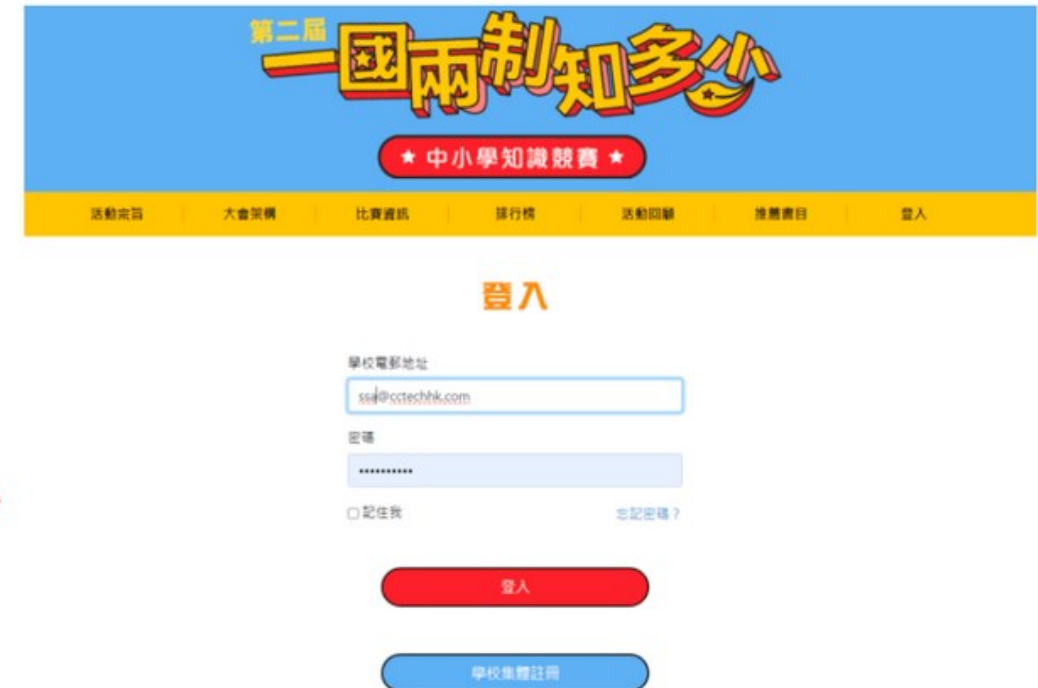 第二屆
一國兩制知多少
★ 中小學知識競賽 ★
活動宗旨 大會架構 比賽資訊 排行榜 活動回顧 推薦書目 登入
登入
學校電郵地址
ssa@cctechhk.com
密碼
••••••••••
記住我 忘記密碼？
登入
學校集體註冊